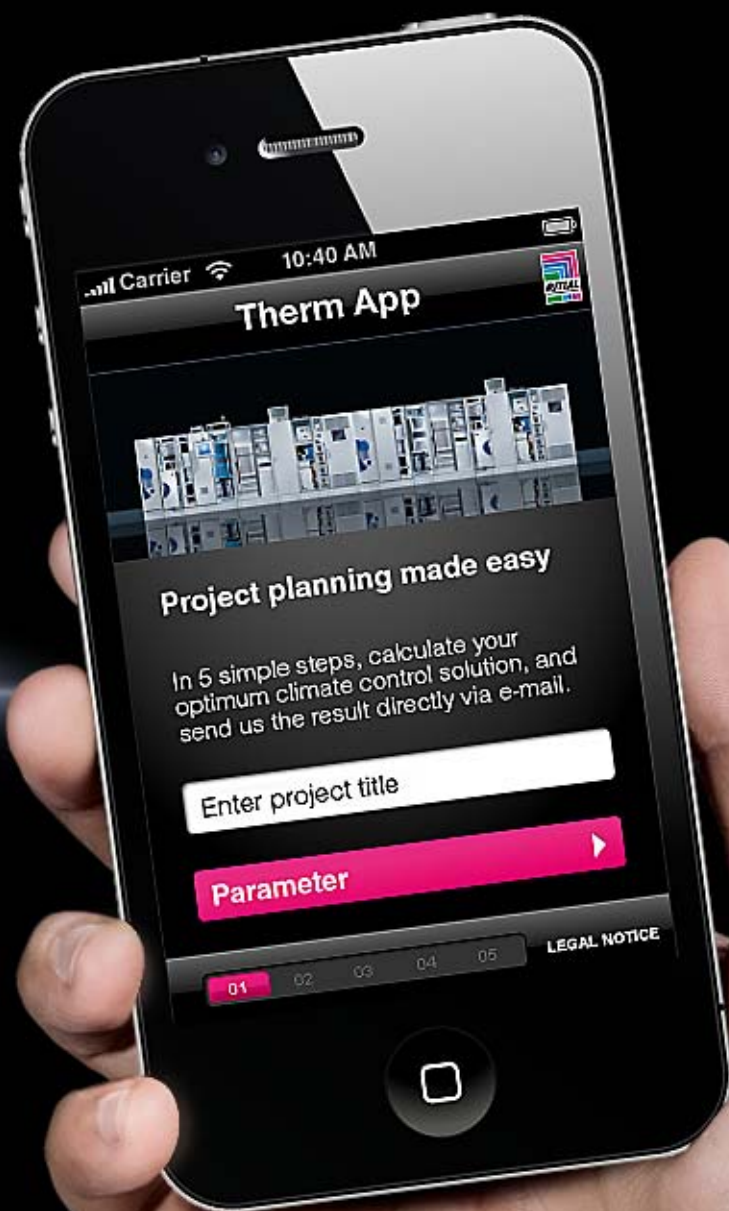 Carrier 10:40 AM
Therm App
RITTAL
Project planning made easy
In 5 simple steps, calculate your
optimum climate control solution, and
send us the result directly via e-mail.
Enter project title
Parameter
01 02 03 04 05 LEGAL NOTICE